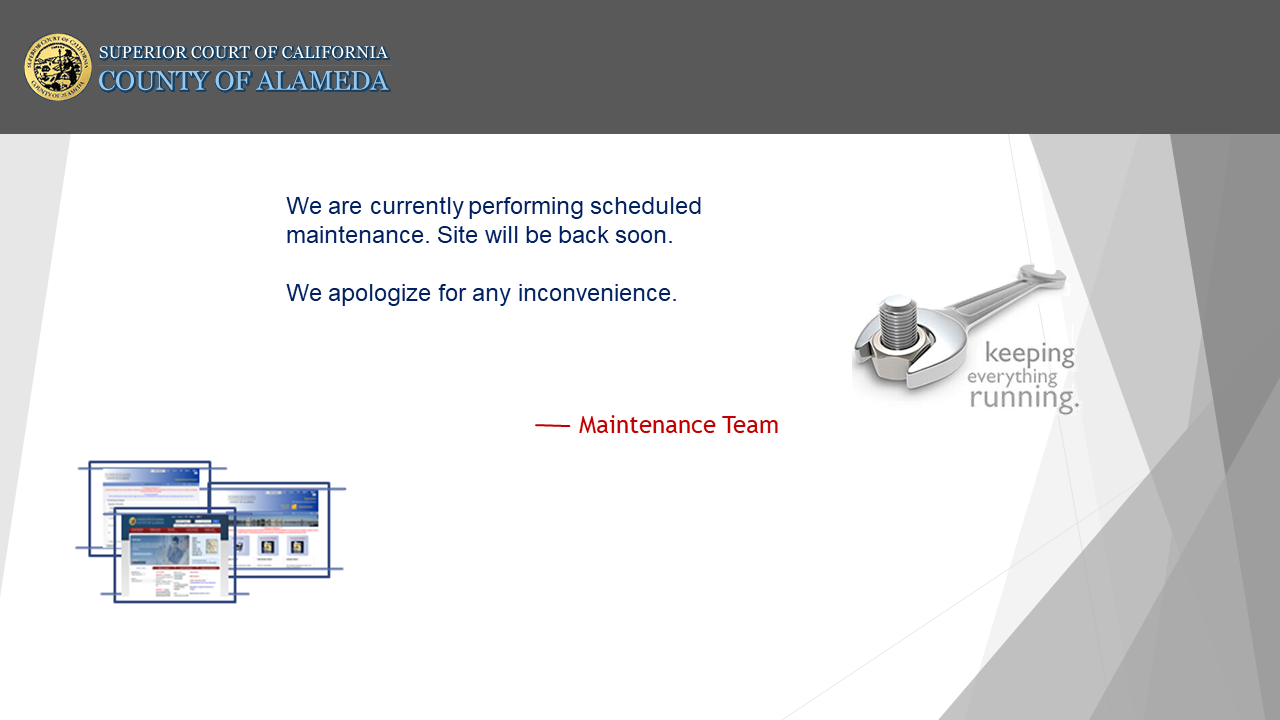 SUPERIOR COURT OF CALIFORNIA
COUNTY OF ALAMEDA
We are currently performing scheduled
maintenance. Site will be back soon.
We apologize for any inconvenience.
keeping
everything
running.
— Maintenance Team